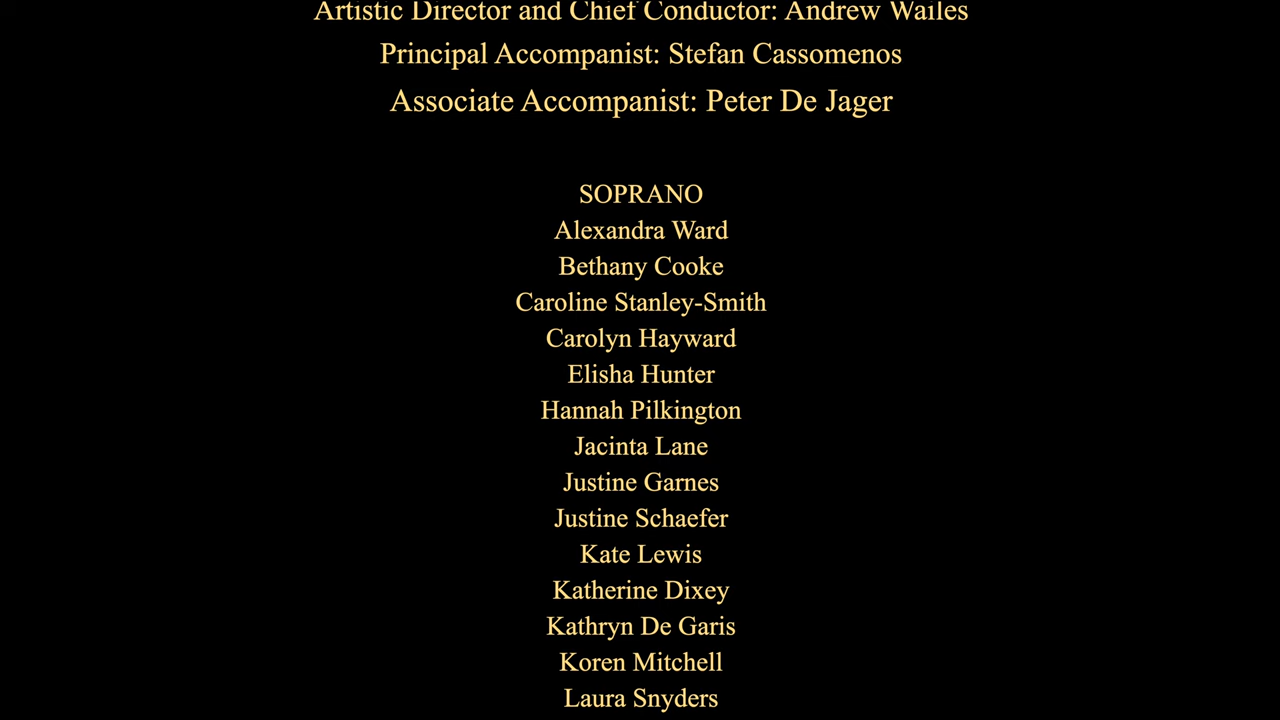 Artistic Director and Chief Conductor: Andrew Wailes
Principal Accompanist: Stefan Cassomenos
Associate Accompanist: Peter De Jager
SOPRANO
Alexandra Ward
Bethany Cooke
Caroline Stanley-Smith
Carolyn Hayward
Elisha Hunter
Hannah Pilkington
Jacinta Lane
Justine Garnes
Justine Schaefer
Kate Lewis
Katherine Dixey
Kathryn De Garis
Koren Mitchell
Laura Snyders